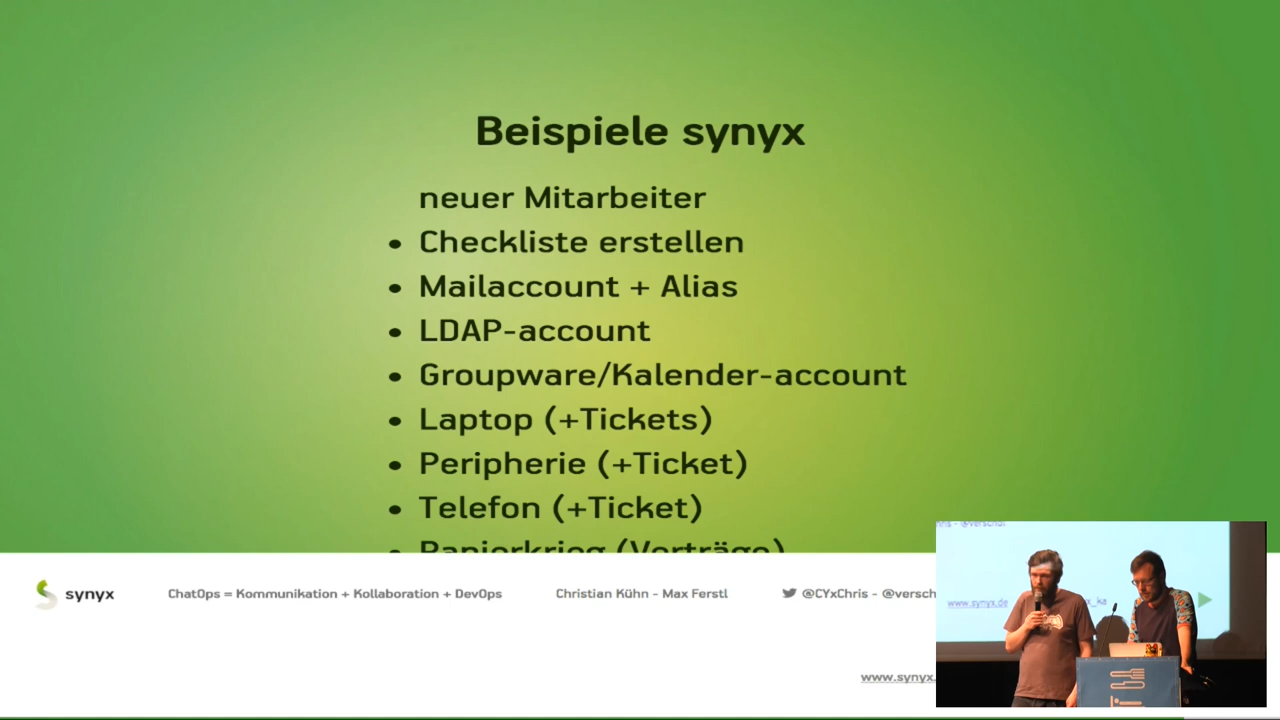 Beispiele synyx
neuer Mitarbeiter
• Checkliste erstellen
• Mailaccount + Alias
• LDAP-account
• Groupware/Kalender-account
• Laptop (+Tickets)
• Peripherie (+Ticket)
• Telefon (+Ticket)
• Papierkrieg (Verträge)
synyx
ChatOps = Kommunikation + Kollaboration + DevOps
Christian Kühn - Max Ferstl
@CYxChris - @versch
www.synyx.
www.synyx.de